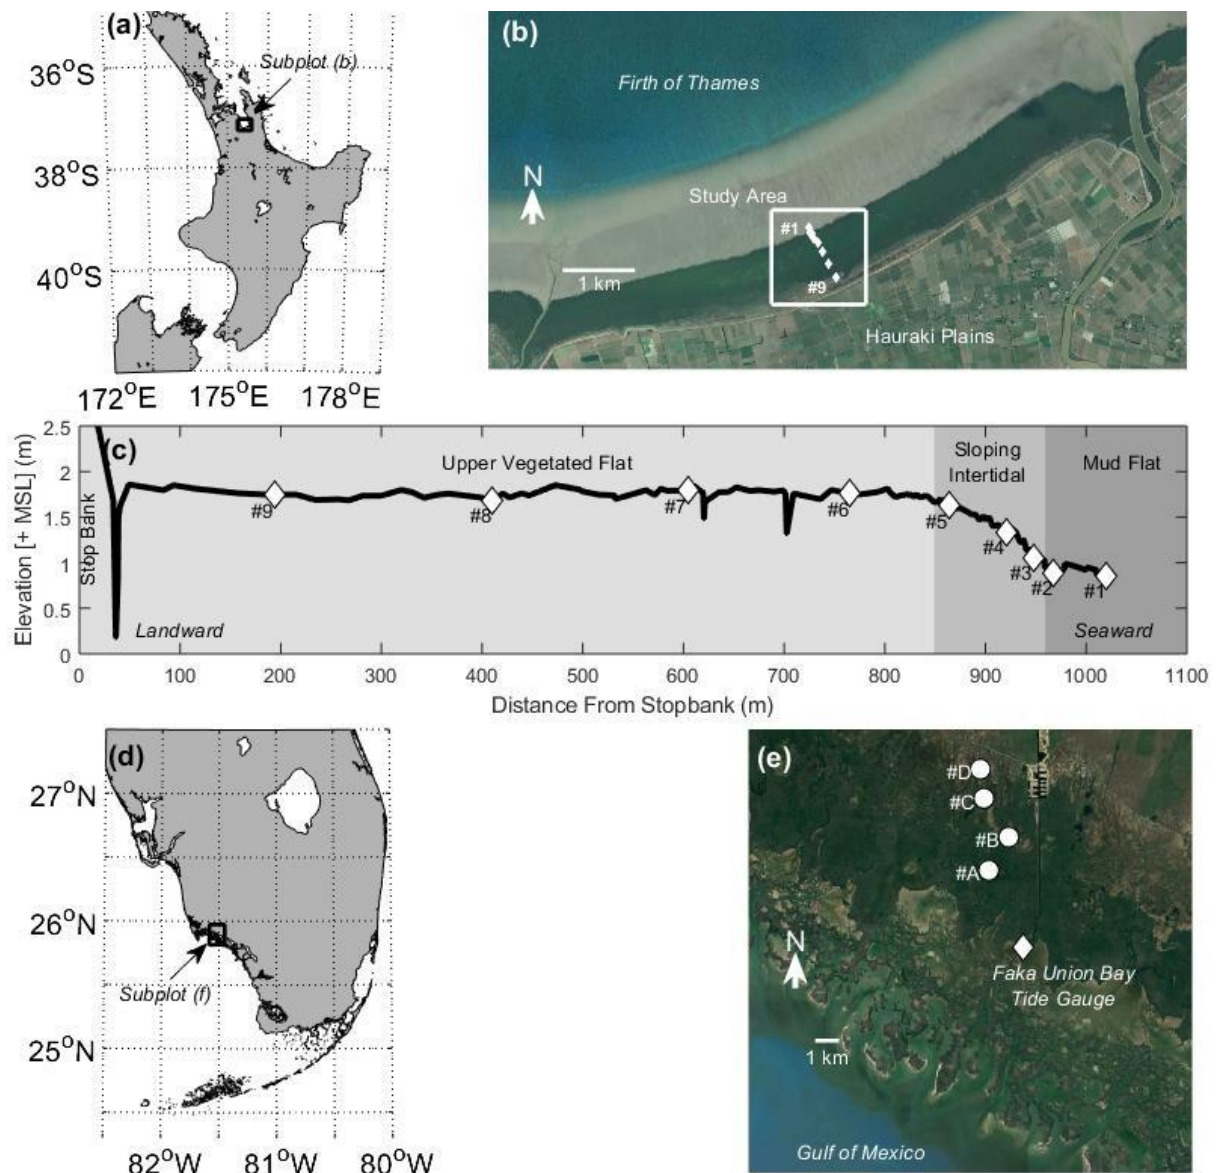 (a)
Subplot (b)
36°S
38°S
40°S
172°E 175°E 178°E
(b)
Firth of Thames
N
Study Area
#1
1 km
#9
Hauraki Plains
2.5
2
1.5
1
0.5
0
Elevation [+ MSL] (m)
(c)
Stop Bank
Upper Vegetated Flat
Sloping
Intertidal
Mud Flat
#9
#8
#7
#6
#5
#4
#3
#2
#1
Landward
Seaward
0 100 200 300 400 500 600 700 800 900 1000 1100
Distance From Stopbank (m)
(d)
27°N
26°N
Subplot (f)
25°N
82°W 81°W 80°W
(e)
#D
#C
#B
#A
N
Faka Union Bay
Tide Gauge
1 km
Gulf of Mexico